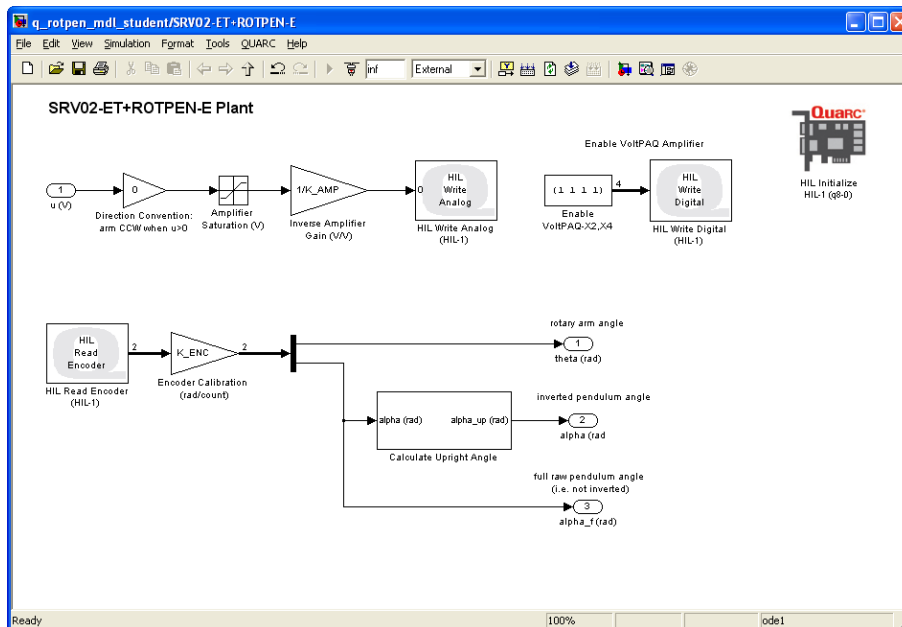 q_rotpen_mdl_student/SRV02-ET+ROTPEN-E
File Edit View Simulation Format Tools QUARC Help
inf External
SRV02-ET+ROTPEN-E Plant
QUARC
HIL Initialize
HIL-1 (q8-0)
1
u (V)
0
Direction Convention:
arm CCW when u>0
Amplifier
Saturation (V)
1/K_AMP
Inverse Amplifier
Gain (V/V)
0
HIL
Write
Analog
HIL Write Analog
(HIL-1)
Enable VoltPAQ Amplifier
(1 1 1 1)
4
Enable
VoltPAQ-X2,X4
HIL
Write
Digital
HIL Write Digital
(HIL-1)
HIL
Read
Encoder
HIL Read Encoder
(HIL-1)
2
K_ENC
2
Encoder Calibration
(rad/count)
rotary arm angle
1
theta (rad)
alpha (rad)
alpha_up (rad)
Calculate Upright Angle
inverted pendulum angle
2
alpha (rad
full raw pendulum angle
(i.e. not inverted)
3
alpha_f (rad)
Ready
100%
ode1